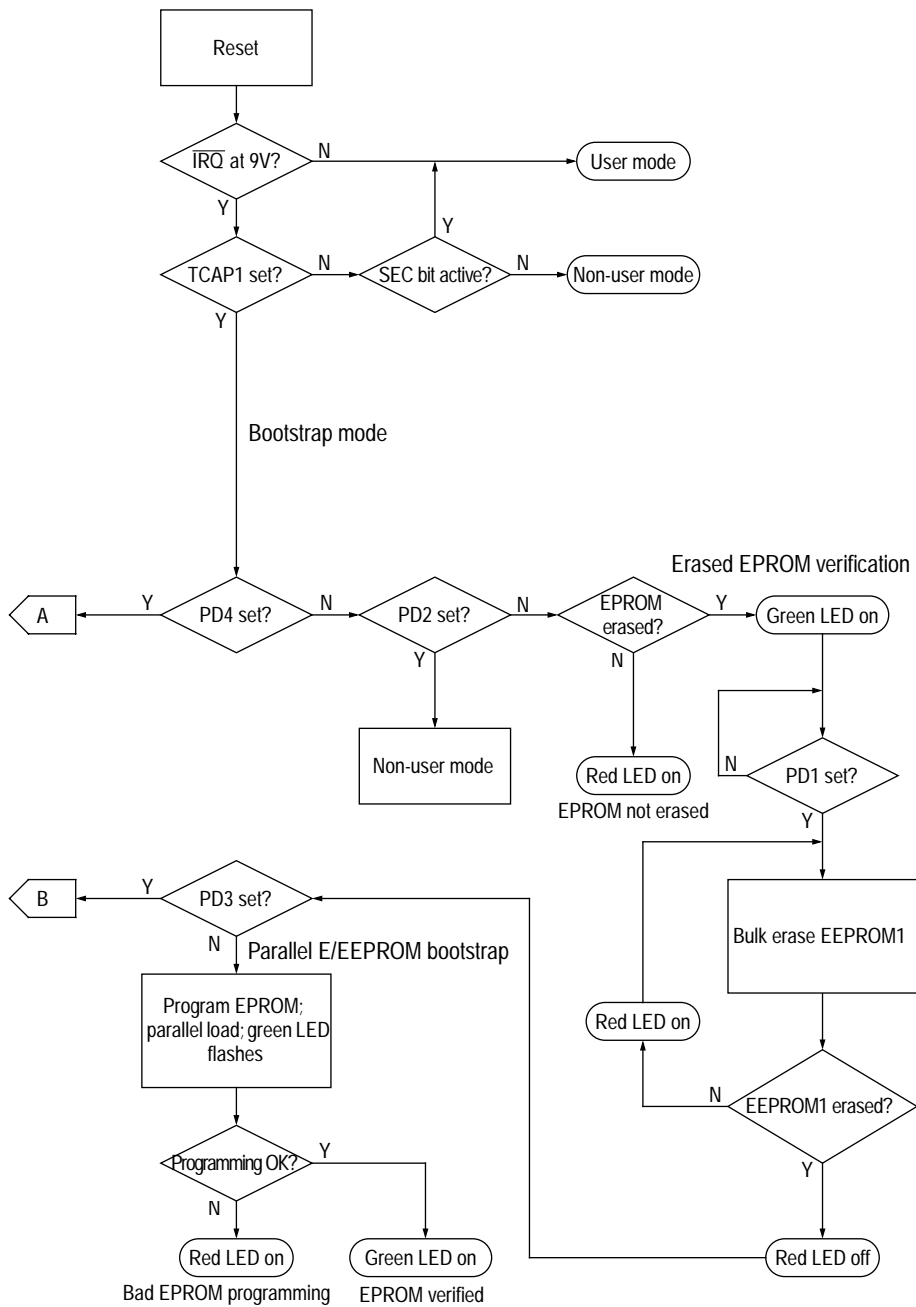 Reset
IRQ at 9V?
N
User mode
Y
Y
TCAP1 set?
N
SEC bit active?
N
Non-user mode
Y
Bootstrap mode
Erased EPROM verification
A
Y
PD4 set?
N
PD2 set?
N
EPROM
erased?
Y
Green LED on
Y
N
Non-user mode
Red LED on
EPROM not erased
N
PD1 set?
Y
B
Y
PD3 set?
N
Parallel E/EEPROM bootstrap
Bulk erase EEPROM1
Program EPROM;
parallel load; green LED
flashes
Red LED on
N
EEPROM1 erased?
Y
Programming OK?
Y
N
Red LED on
Bad EPROM programming
Green LED on
EPROM verified
Red LED off